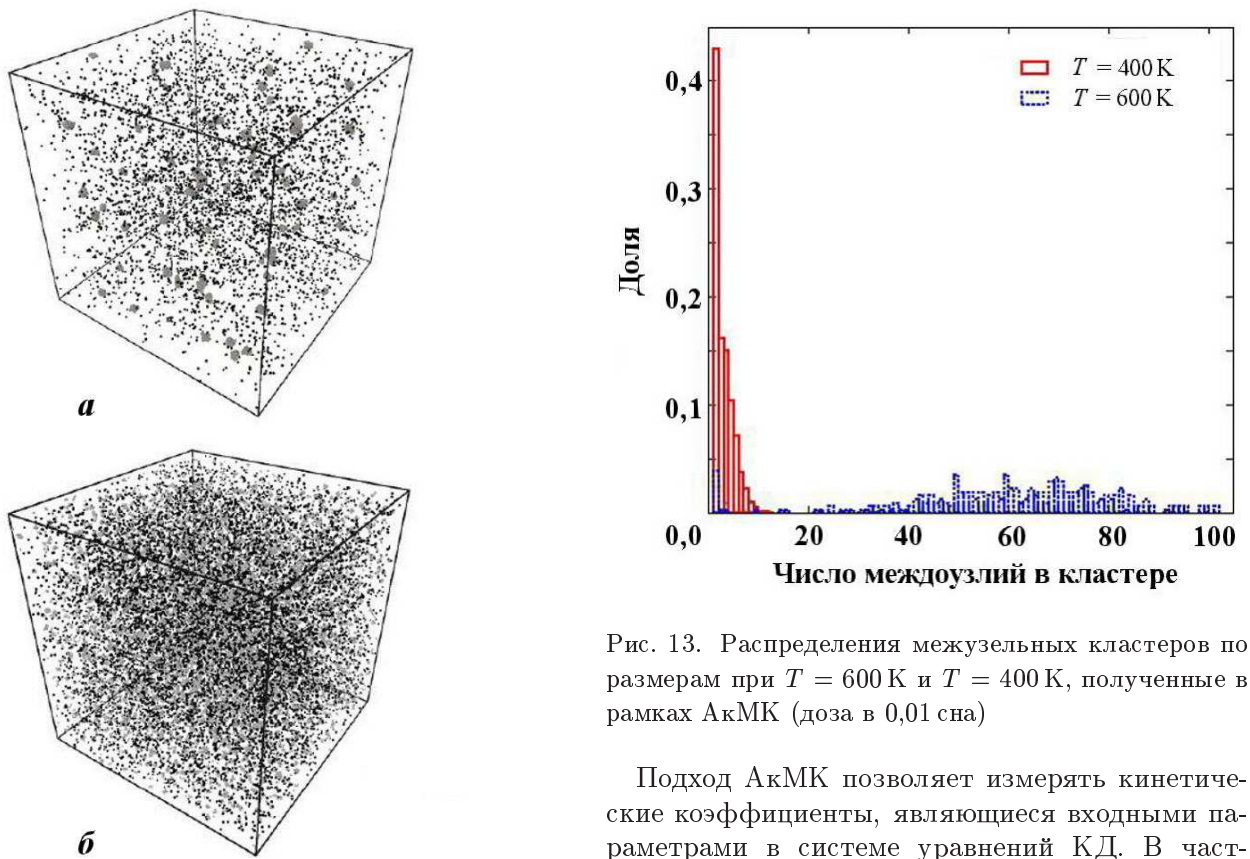 а
б
T = 400 K
T = 600 K
0,4
0,3
0,2
0,1
0,0
Доля
20
40
60
80
100
Число междоузлий в кластере
Рис. 13. Распределения межузельных кластеров по
размерам при T = 600 K и T = 400 K, полученные в
рамках АкМК (доза в 0,01 сна)
Подход АкМК позволяет измерять кинетиче-
ские коэффициенты, являющиеся входными па-
раметрами в системе уравнений КД. В част-